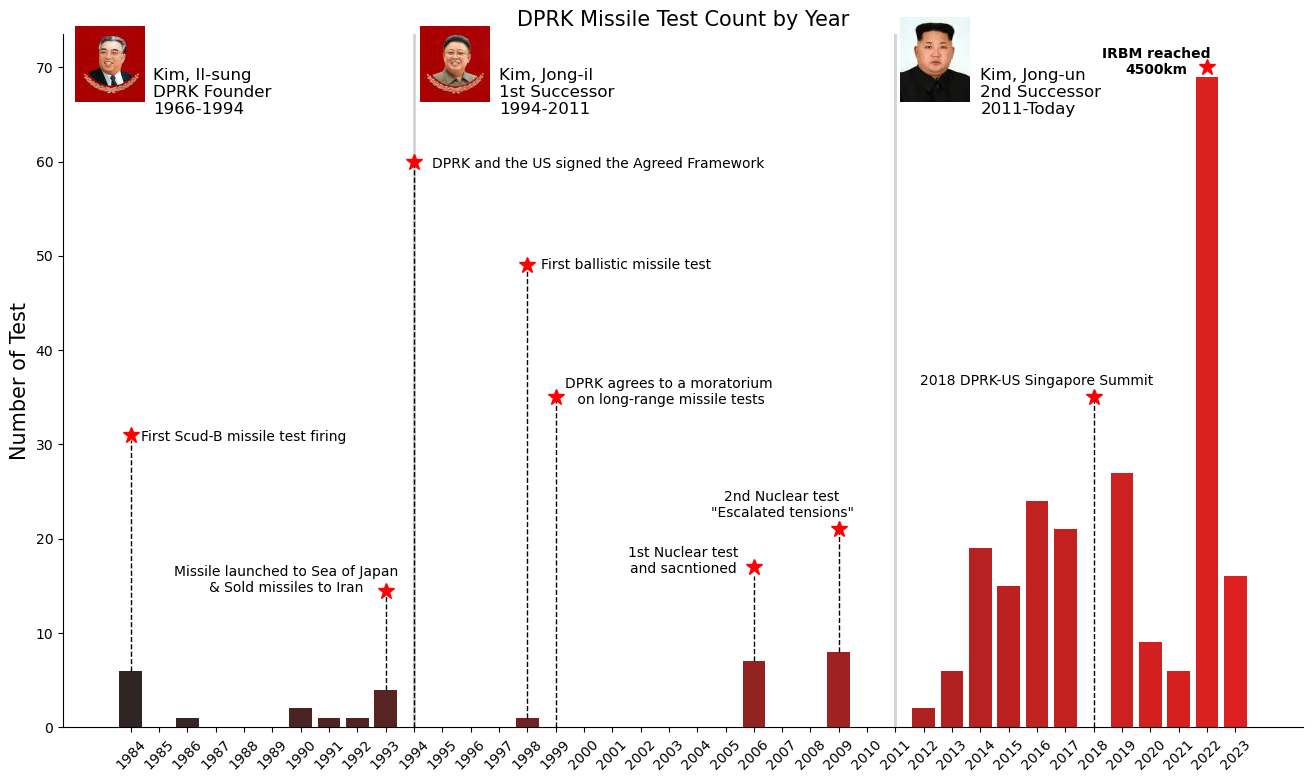 DPRK Missile Test Count by Year
Kim, Il-sung
DPRK Founder
1966-1994
Kim, Jong-il
1st Successor
1994-2011
Kim, Jong-un
2nd Successor
2011-Today
IRBM reached
4500km
DPRK and the US signed the Agreed Framework
First ballistic missile test
DPRK agrees to a moratorium
on long-range missile tests
2018 DPRK-US Singapore Summit
First Scud-B missile test firing
2nd Nuclear test
"Escalated tensions"
1st Nuclear test
and sacntioned
Missile launched to Sea of Japan
& Sold missiles to Iran
Number of Test
70
60
50
40
30
20
10
0
1984
1985
1986
1987
1988
1989
1990
1991
1992
1993
1994
1995
1996
1997
1998
1999
2000
2001
2002
2003
2004
2005
2006
2007
2008
2009
2010
2011
2012
2013
2014
2015
2016
2017
2018
2019
2020
2021
2022
2023